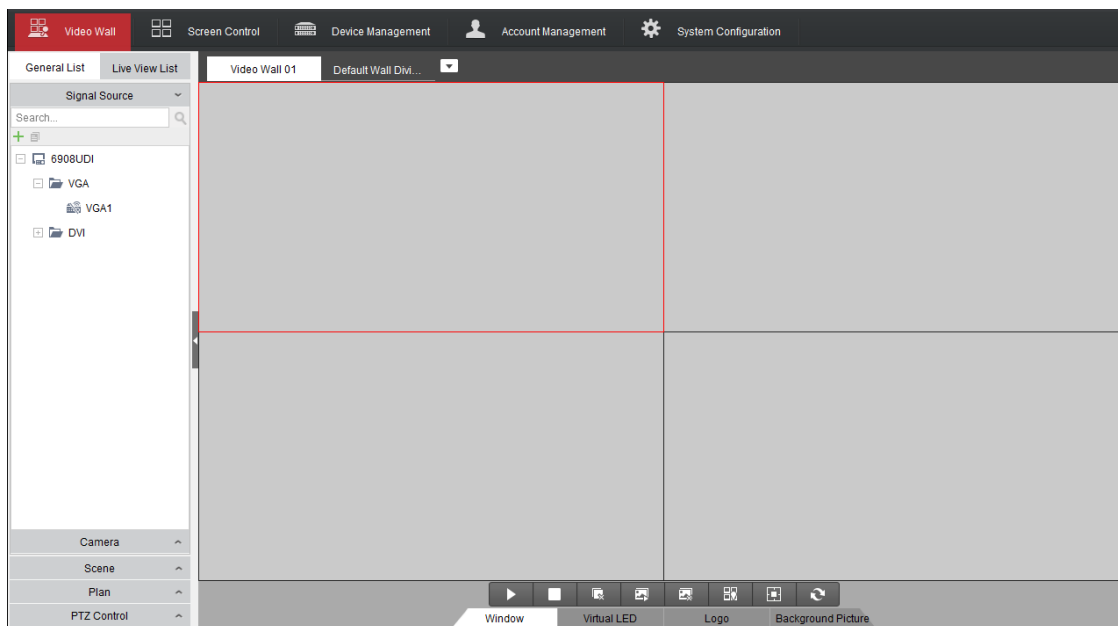 Video Wall
Screen Control
Device Management
Account Management
System Configuration
General List
Live View List
Video Wall 01
Default Wall Divi...
Signal Source
Search...
6908UDI
VGA
VGA1
DVI
Camera
Scene
Plan
PTZ Control
Window
Virtual LED
Logo
Background Picture